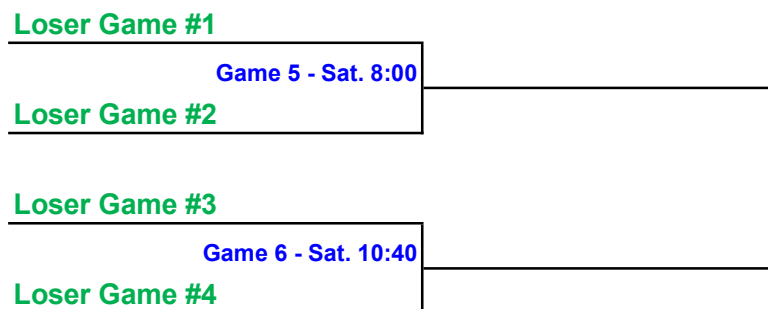 Loser Game #1
Game 5 - Sat. 8:00
Loser Game #2
Loser Game #3
Game 6 - Sat. 10:40
Loser Game #4